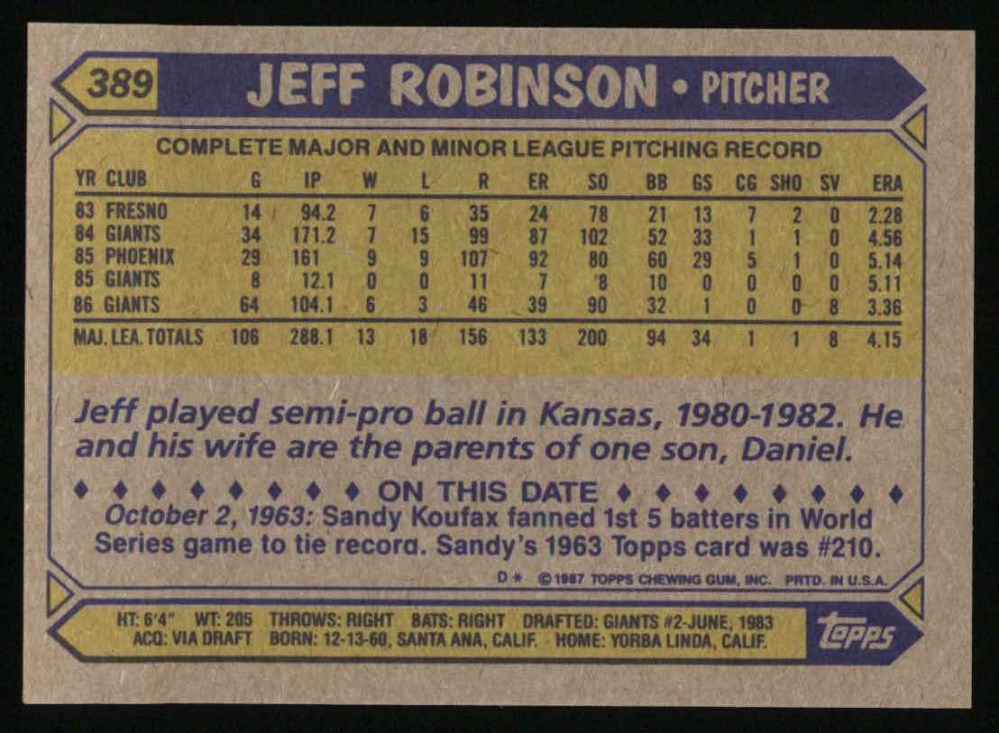 389 JEFF ROBINSON • PITCHER
COMPLETE MAJOR AND MINOR LEAGUE PITCHING RECORD
YR CLUB G IP W L R ER SO BB GS CG SHO SV ERA
83 FRESNO 14 94.2 7 6 35 24 78 21 13 7 2 0 2.28
84 GIANTS 34 171.2 7 15 99 87 102 52 33 1 1 0 4.56
85 PHOENIX 29 161 9 9 107 92 80 60 29 5 1 0 5.14
85 GIANTS 8 12.1 0 0 11 7 8 10 0 0 0 0 5.11
86 GIANTS 64 104.1 6 3 46 39 90 32 1 0 0 8 3.36
MAJ. LEA. TOTALS 106 288.1 13 18 156 133 200 94 34 1 1 8 4.15
Jeff played semi-pro ball in Kansas, 1980-1982. He
and his wife are the parents of one son, Daniel.
♦ ♦ ♦ ♦ ♦ ♦ ♦ ♦ ON THIS DATE ♦ ♦ ♦ ♦ ♦ ♦ ♦ ♦
October 2, 1963: Sandy Koufax fanned 1st 5 batters in World
Series game to tie record. Sandy's 1963 Topps card was #210.
D* ©1987 TOPPS CHEWING GUM, INC. PRTD. IN U.S.A.
HT: 6'4" WT: 205 THROWS: RIGHT BATS: RIGHT DRAFTED: GIANTS #2-JUNE, 1983
ACQ: VIA DRAFT BORN: 12-13-60, SANTA ANA, CALIF. HOME: YORBA LINDA, CALIF.
Topps